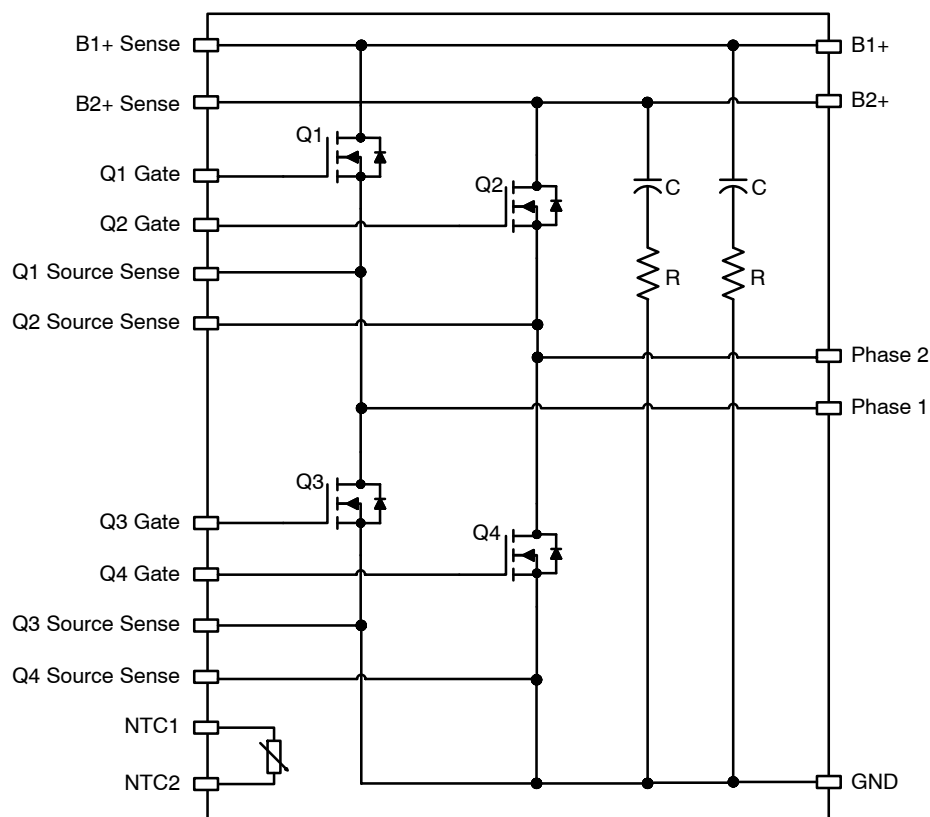 B1+ Sense
B1+
B2+ Sense
B2+
Q1
Q1 Gate
Q2
C
C
Q2 Gate
Q1 Source Sense
R
R
Q2 Source Sense
Phase 2
Phase 1
Q3
Q3 Gate
Q4
Q4 Gate
Q3 Source Sense
Q4 Source Sense
NTC1
NTC2
GND